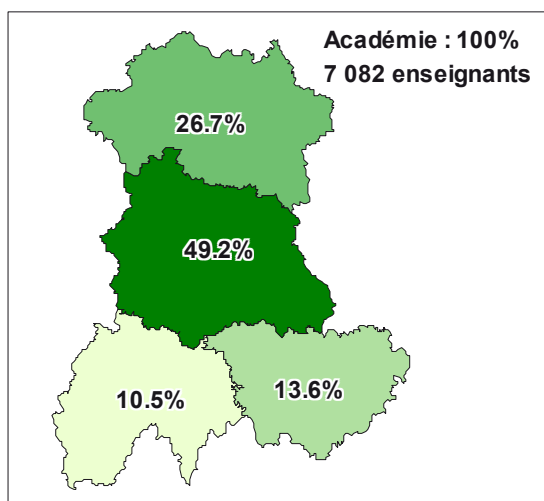 Académie : 100%
7 082 enseignants
26.7%
49.2%
10.5%
13.6%